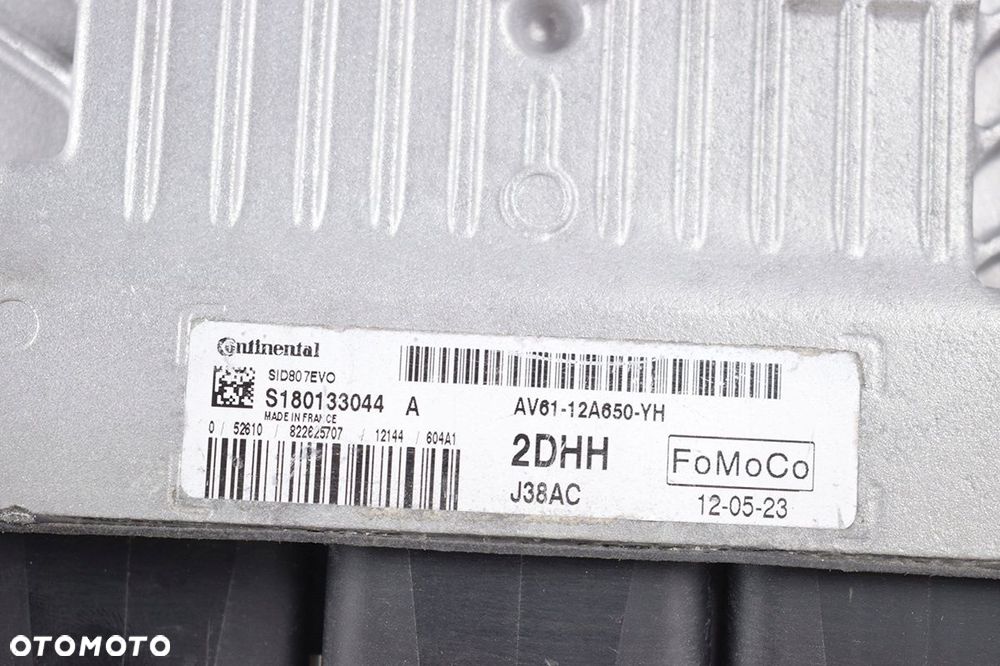 Continental
SID807EVO
S180133044 A
MADE IN FRANCE
0 / 52610 / 822625707 / 12144 / 604A1
AV61-12A650-YH
2DHH
J38AC
FoMoCo
12-05-23
OTOMOTO